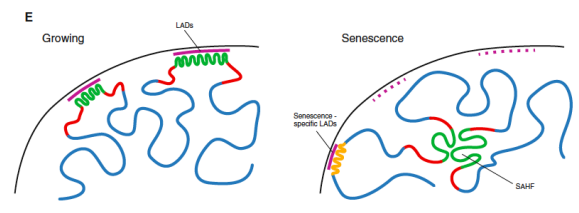 E
Growing
LADs
Senescence
Senescence -
specific LADs
SAHF